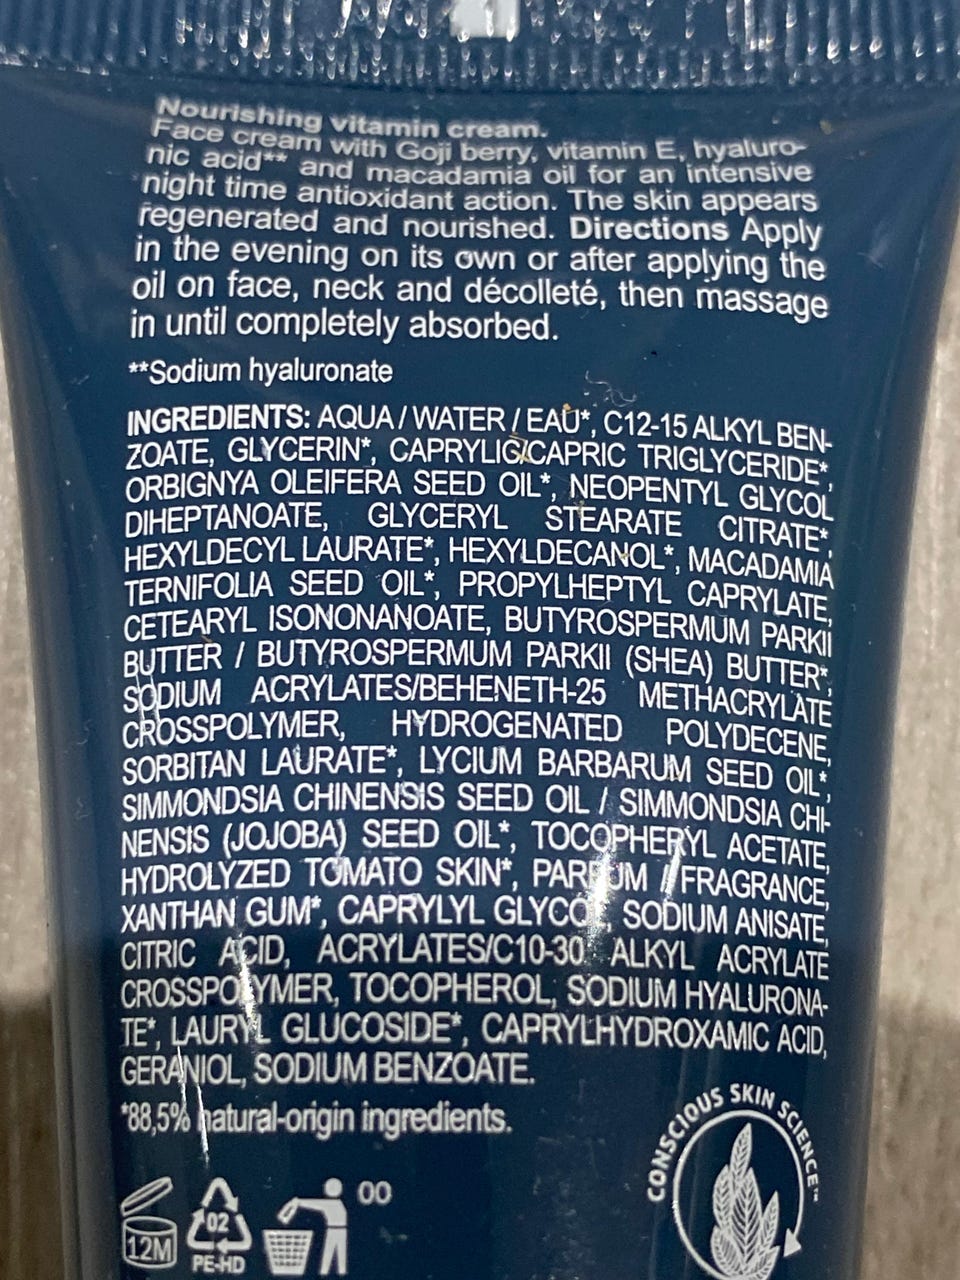 Nourishing vitamin cream.
Face cream with Goji berry, vitamin E, hyaluro-
nic acid** and macadamia oil for an intensive
night time antioxidant action. The skin appears
regenerated and nourished. Directions Apply
in the evening on its own or after applying the
oil on face, neck and décolleté, then massage
in until completely absorbed.
**Sodium hyaluronate
INGREDIENTS: AQUA / WATER / EAU*, C12-15 ALKYL BEN-
ZOATE, GLYCERIN*, CAPRYLIC/CAPRIC TRIGLYCERIDE*,
ORBIGNYA OLEIFERA SEED OIL*, NEOPENTYL GLYCOL
DIHEPTANOATE, GLYCERYL STEARATE CITRATE*,
HEXYLDECYL LAURATE*, HEXYLDECANOL*, MACADAMIA
TERNIFOLIA SEED OIL*, PROPYLHEPTYL CAPRYLATE,
CETEARYL ISONONANOATE, BUTYROSPERMUM PARKII
BUTTER / BUTYROSPERMUM PARKII (SHEA) BUTTER*,
SODIUM ACRYLATES/BEHENETH-25 METHACRYLATE
CROSSPOLYMER, HYDROGENATED POLYDECENE,
SORBITAN LAURATE*, LYCIUM BARBARUM SEED OIL*,
SIMMONDSIA CHINENSIS SEED OIL / SIMMONDSIA CHI-
NENSIS (JOJOBA) SEED OIL*, TOCOPHERYL ACETATE,
HYDROLYZED TOMATO SKIN*, PARFUM / FRAGRANCE,
XANTHAN GUM*, CAPRYLYL GLYCOL, SODIUM ANISATE,
CITRIC ACID, ACRYLATES/C10-30 ALKYL ACRYLATE
CROSSPOLYMER, TOCOPHEROL, SODIUM HYALURONA-
TE*, LAURYL GLUCOSIDE*, CAPRYLHYDROXAMIC ACID,
GERANIOL, SODIUM BENZOATE.
*88,5% natural-origin ingredients.
CONSCIOUS SKIN SCIENCE™
00
02
12M
PE-HD